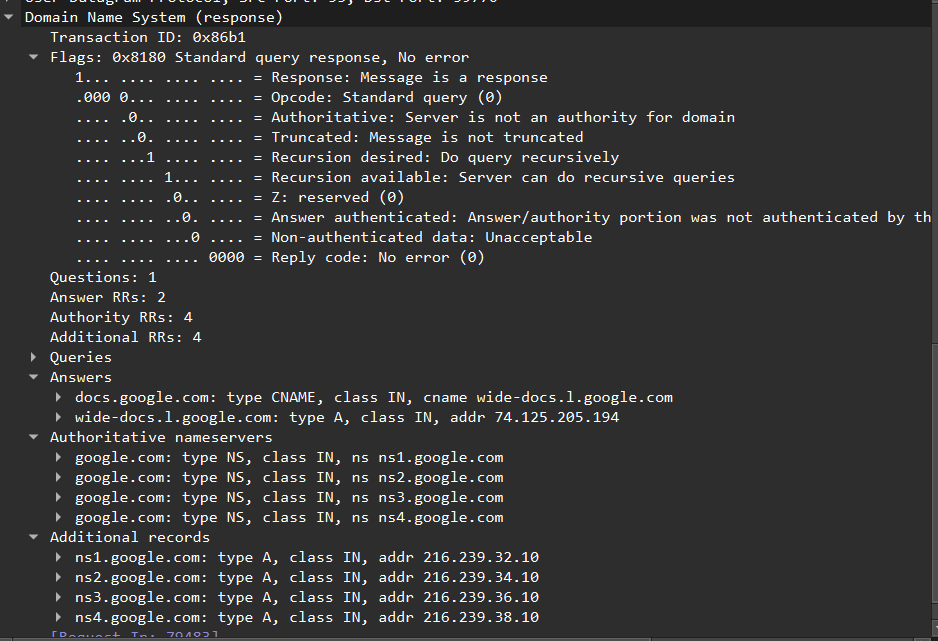 Domain Name System (response)
Transaction ID: 0x86b1
Flags: 0x8180 Standard query response, No error
1... .... .... .... = Response: Message is a response
.000 0... .... .... = Opcode: Standard query (0)
.... .0.. .... .... = Authoritative: Server is not an authority for domain
.... ..0. .... .... = Truncated: Message is not truncated
.... ...1 .... .... = Recursion desired: Do query recursively
.... .... 1... .... = Recursion available: Server can do recursive queries
.... .... .0.. .... = Z: reserved (0)
.... .... ..0. .... = Answer authenticated: Answer/authority portion was not authenticated by th
.... .... ...0 .... = Non-authenticated data: Unacceptable
.... .... .... 0000 = Reply code: No error (0)
Questions: 1
Answer RRs: 2
Authority RRs: 4
Additional RRs: 4
Queries
Answers
docs.google.com: type CNAME, class IN, cname wide-docs.l.google.com
wide-docs.l.google.com: type A, class IN, addr 74.125.205.194
Authoritative nameservers
google.com: type NS, class IN, ns ns1.google.com
google.com: type NS, class IN, ns ns2.google.com
google.com: type NS, class IN, ns ns3.google.com
google.com: type NS, class IN, ns ns4.google.com
Additional records
ns1.google.com: type A, class IN, addr 216.239.32.10
ns2.google.com: type A, class IN, addr 216.239.34.10
ns3.google.com: type A, class IN, addr 216.239.36.10
ns4.google.com: type A, class IN, addr 216.239.38.10
[Request In: 79483]